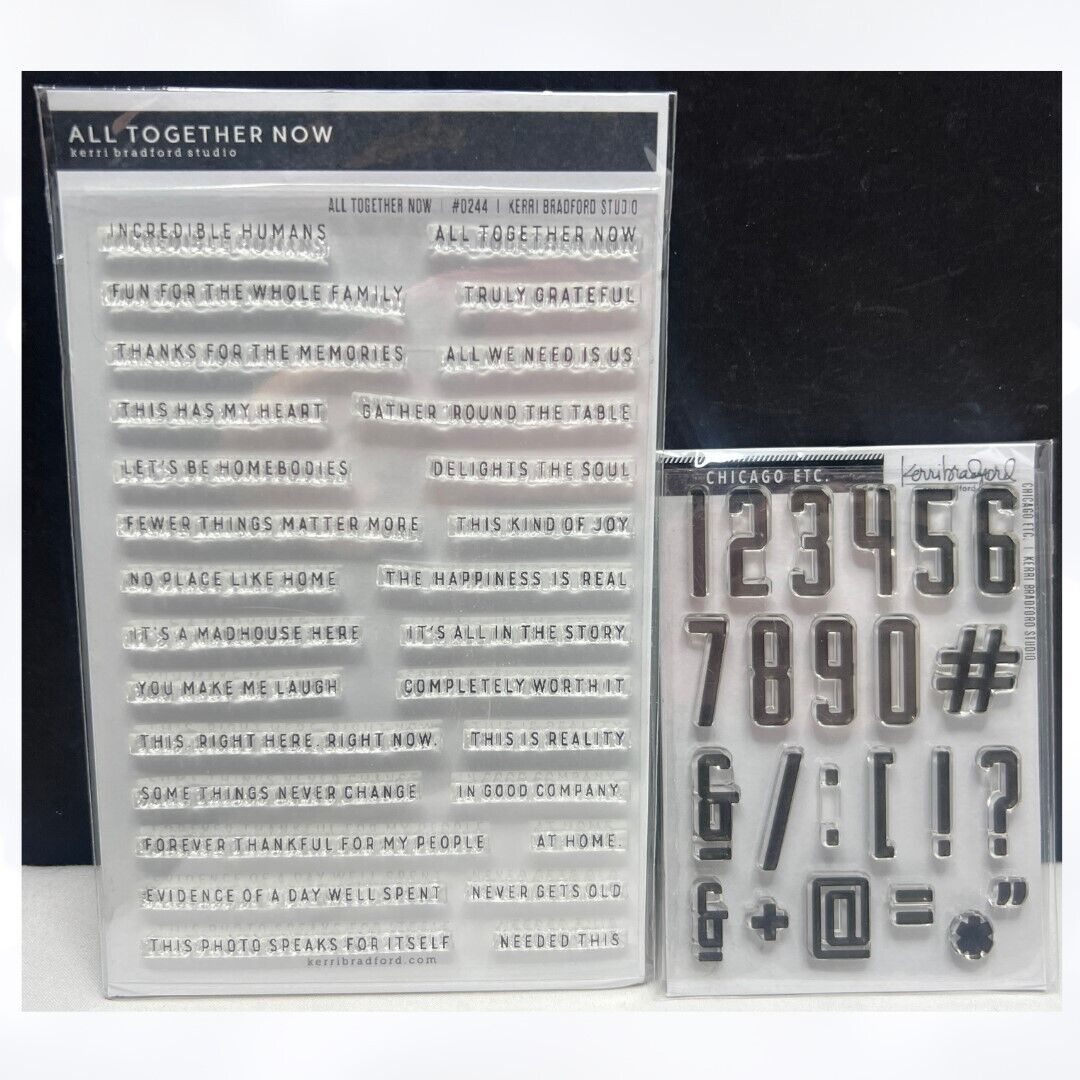 ALL TOGETHER NOW
kerri bradford studio
ALL TOGETHER NOW | #0244 | KERRI BRADFORD STUDIO
INCREDIBLE HUMANS
ALL TOGETHER NOW
FUN FOR THE WHOLE FAMILY
TRULY GRATEFUL
THANKS FOR THE MEMORIES
ALL WE NEED IS US
THIS HAS MY HEART
GATHER 'ROUND THE TABLE
LET'S BE HOMEBODIES
DELIGHTS THE SOUL
FEWER THINGS MATTER MORE
THIS KIND OF JOY
NO PLACE LIKE HOME
THE HAPPINESS IS REAL
IT'S A MADHOUSE HERE
IT'S ALL IN THE STORY
YOU MAKE ME LAUGH
COMPLETELY WORTH IT
THIS. RIGHT HERE. RIGHT NOW.
THIS IS REALITY
SOME THINGS NEVER CHANGE
IN GOOD COMPANY
FOREVER THANKFUL FOR MY PEOPLE
AT HOME.
EVIDENCE OF A DAY WELL SPENT
NEVER GETS OLD
THIS PHOTO SPEAKS FOR ITSELF
NEEDED THIS
kerribradford.com
CHICAGO ETC.
kerribradford
CHICAGO ETC. | KERRI BRADFORD STUDIO
1 2 3 4 5 6
7 8 9 0 #
& / : [ ! ?
& + @ = * "